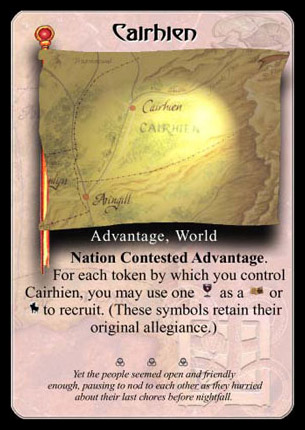 Cairhien
Cairhien
CAIRHIEN
Aringill
Advantage, World
Nation Contested Advantage.
For each token by which you control
Cairhien, you may use one as a or
to recruit. (These symbols retain their
original allegiance.)
Yet the people seemed open and friendly
enough, pausing to nod to each other as they hurried
about their last chores before nightfall.